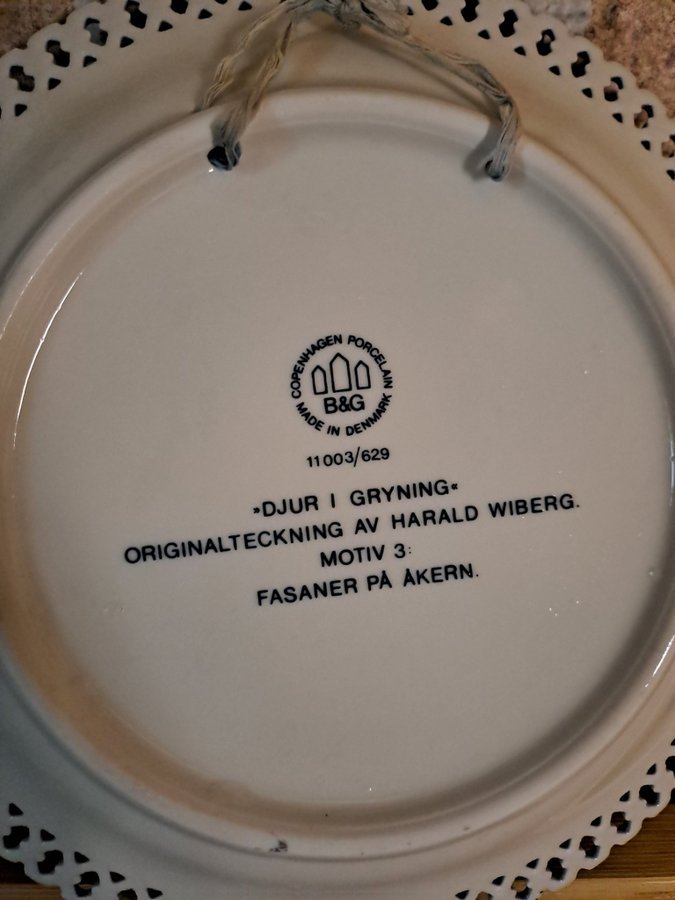 COPENHAGEN PORCELAIN
B&G
MADE IN DENMARK
11003/629
»DJUR I GRYNING«
ORIGINALTECKNING AV HARALD WIBERG.
MOTIV 3:
FASANER PÅ ÅKERN.